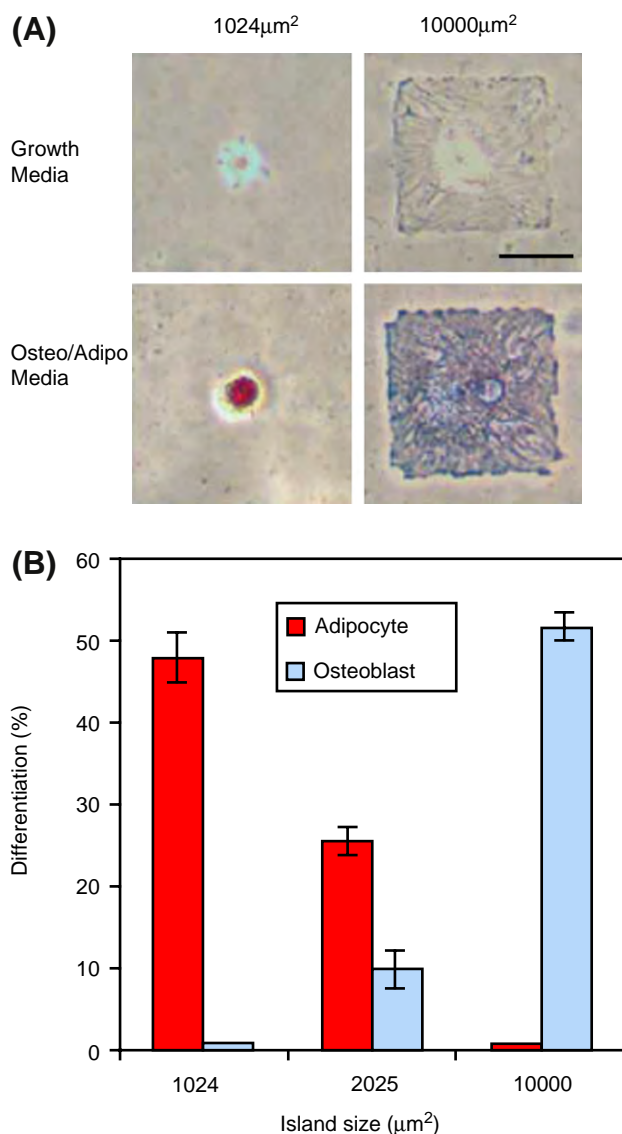 (A)
1024μm²
10000μm²
Growth
Media
Osteo/Adipo
Media
(B)
60
50
40
30
20
10
0
Differentiation (%)
Adipocyte
Osteoblast
1024
2025
10000
Island size (μm²)